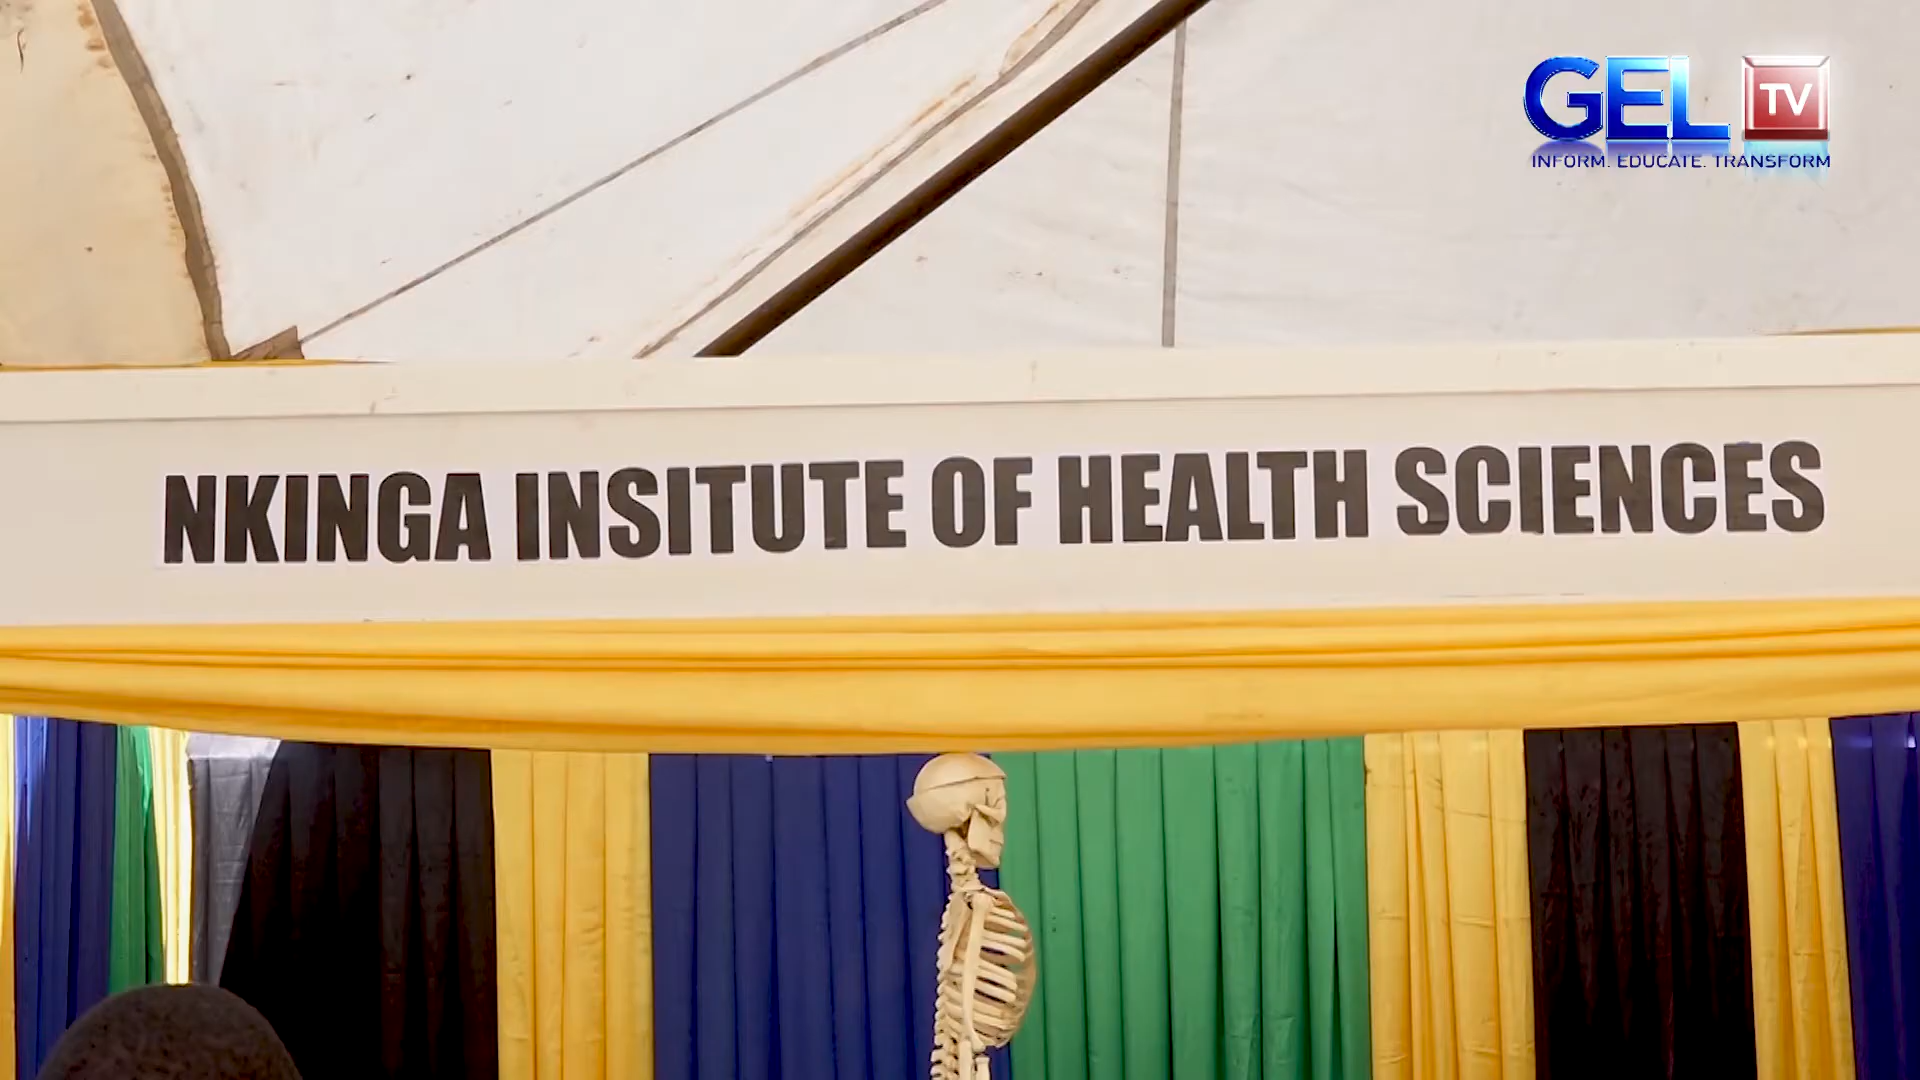 GEL TV
INFORM. EDUCATE. TRANSFORM
NKINGA INSITUTE OF HEALTH SCIENCES